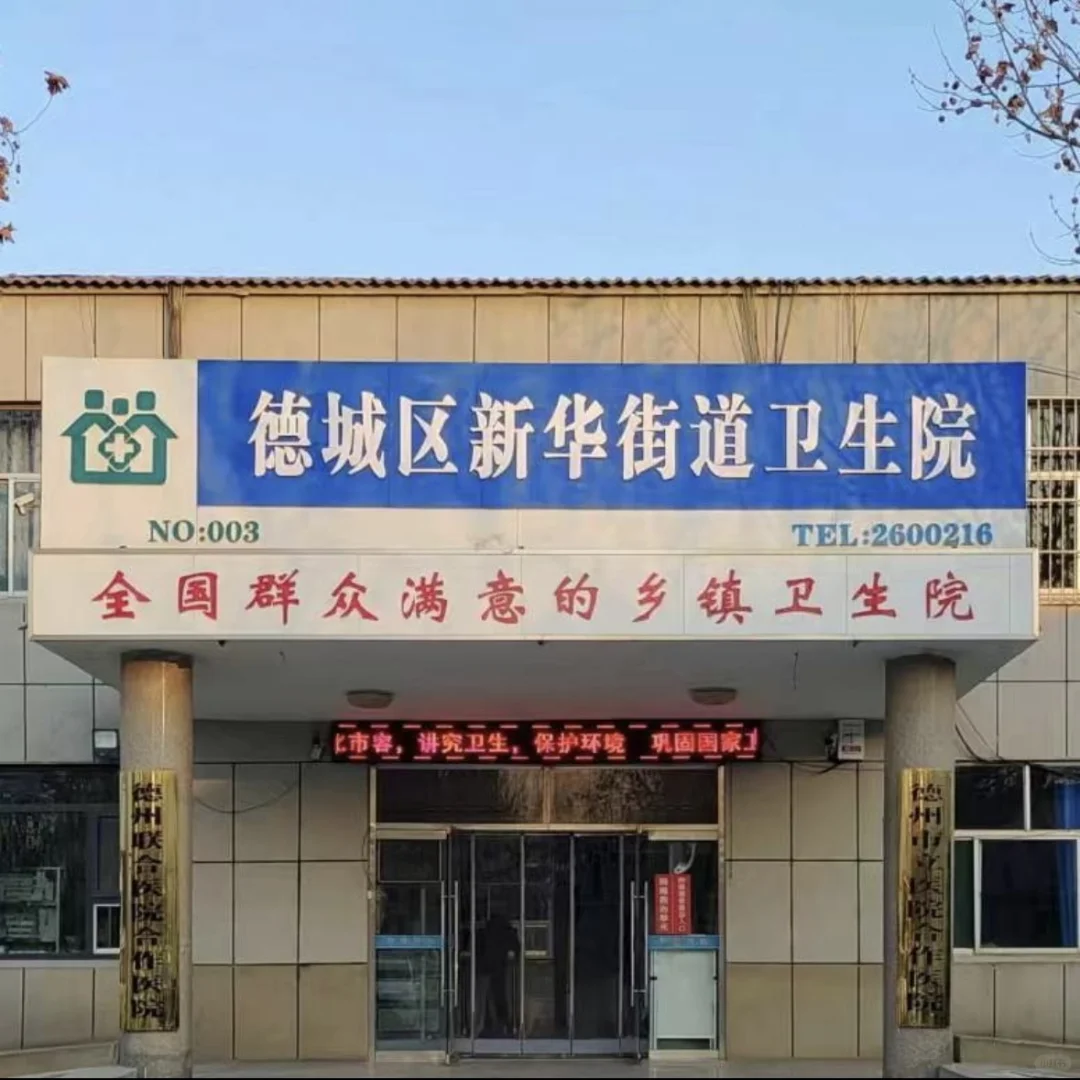 德城区新华街道卫生院
NO:003
TEL:2600216
全国群众满意的乡镇卫生院
市容，讲究卫生，保护环境 巩固国家卫
德州联合医院合作医院
德州市立医院合作医院